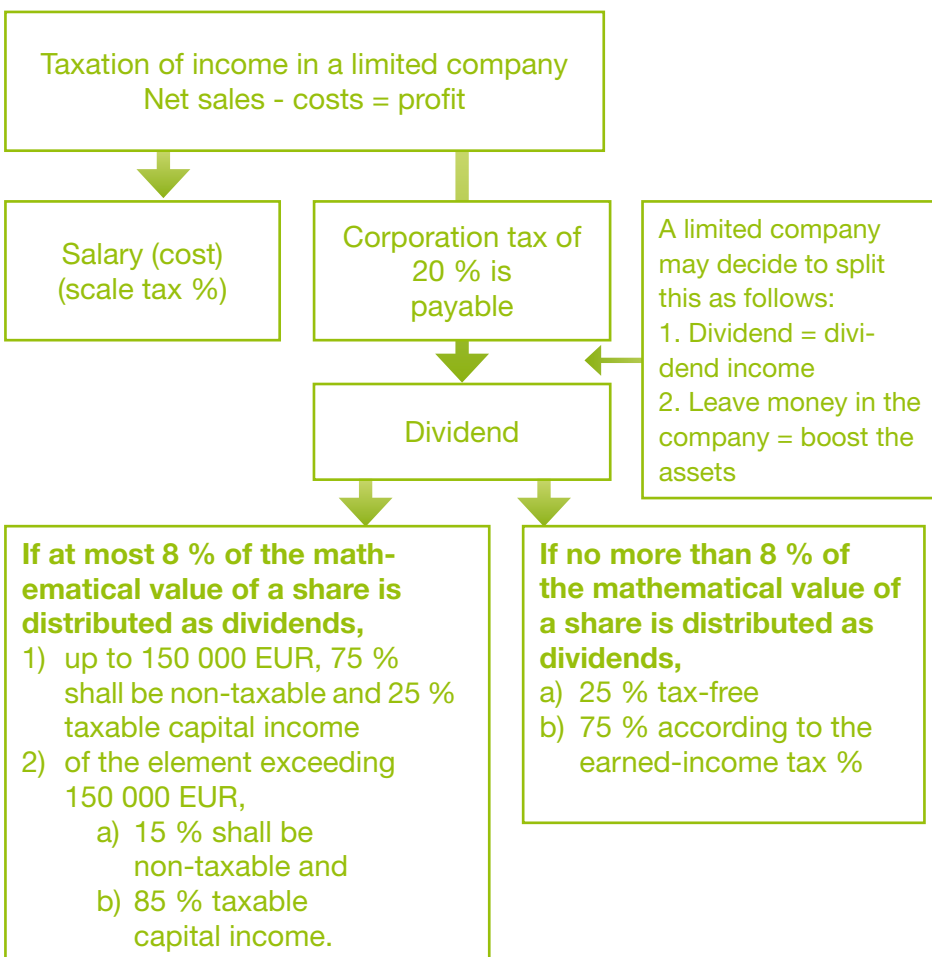 Taxation of income in a limited company
Net sales - costs = profit
Salary (cost)
(scale tax %)
Corporation tax of
20 % is
payable
A limited company
may decide to split
this as follows:
1. Dividend = divi-
dend income
2. Leave money in the
company = boost the
assets
Dividend
If at most 8 % of the math-
ematical value of a share is
distributed as dividends,
1) up to 150 000 EUR, 75 %
shall be non-taxable and 25 %
taxable capital income
2) of the element exceeding
150 000 EUR,
a) 15 % shall be
non-taxable and
b) 85 % taxable
capital income.
If no more than 8 % of
the mathematical value of
a share is distributed as
dividends,
a) 25 % tax-free
b) 75 % according to the
earned-income tax %